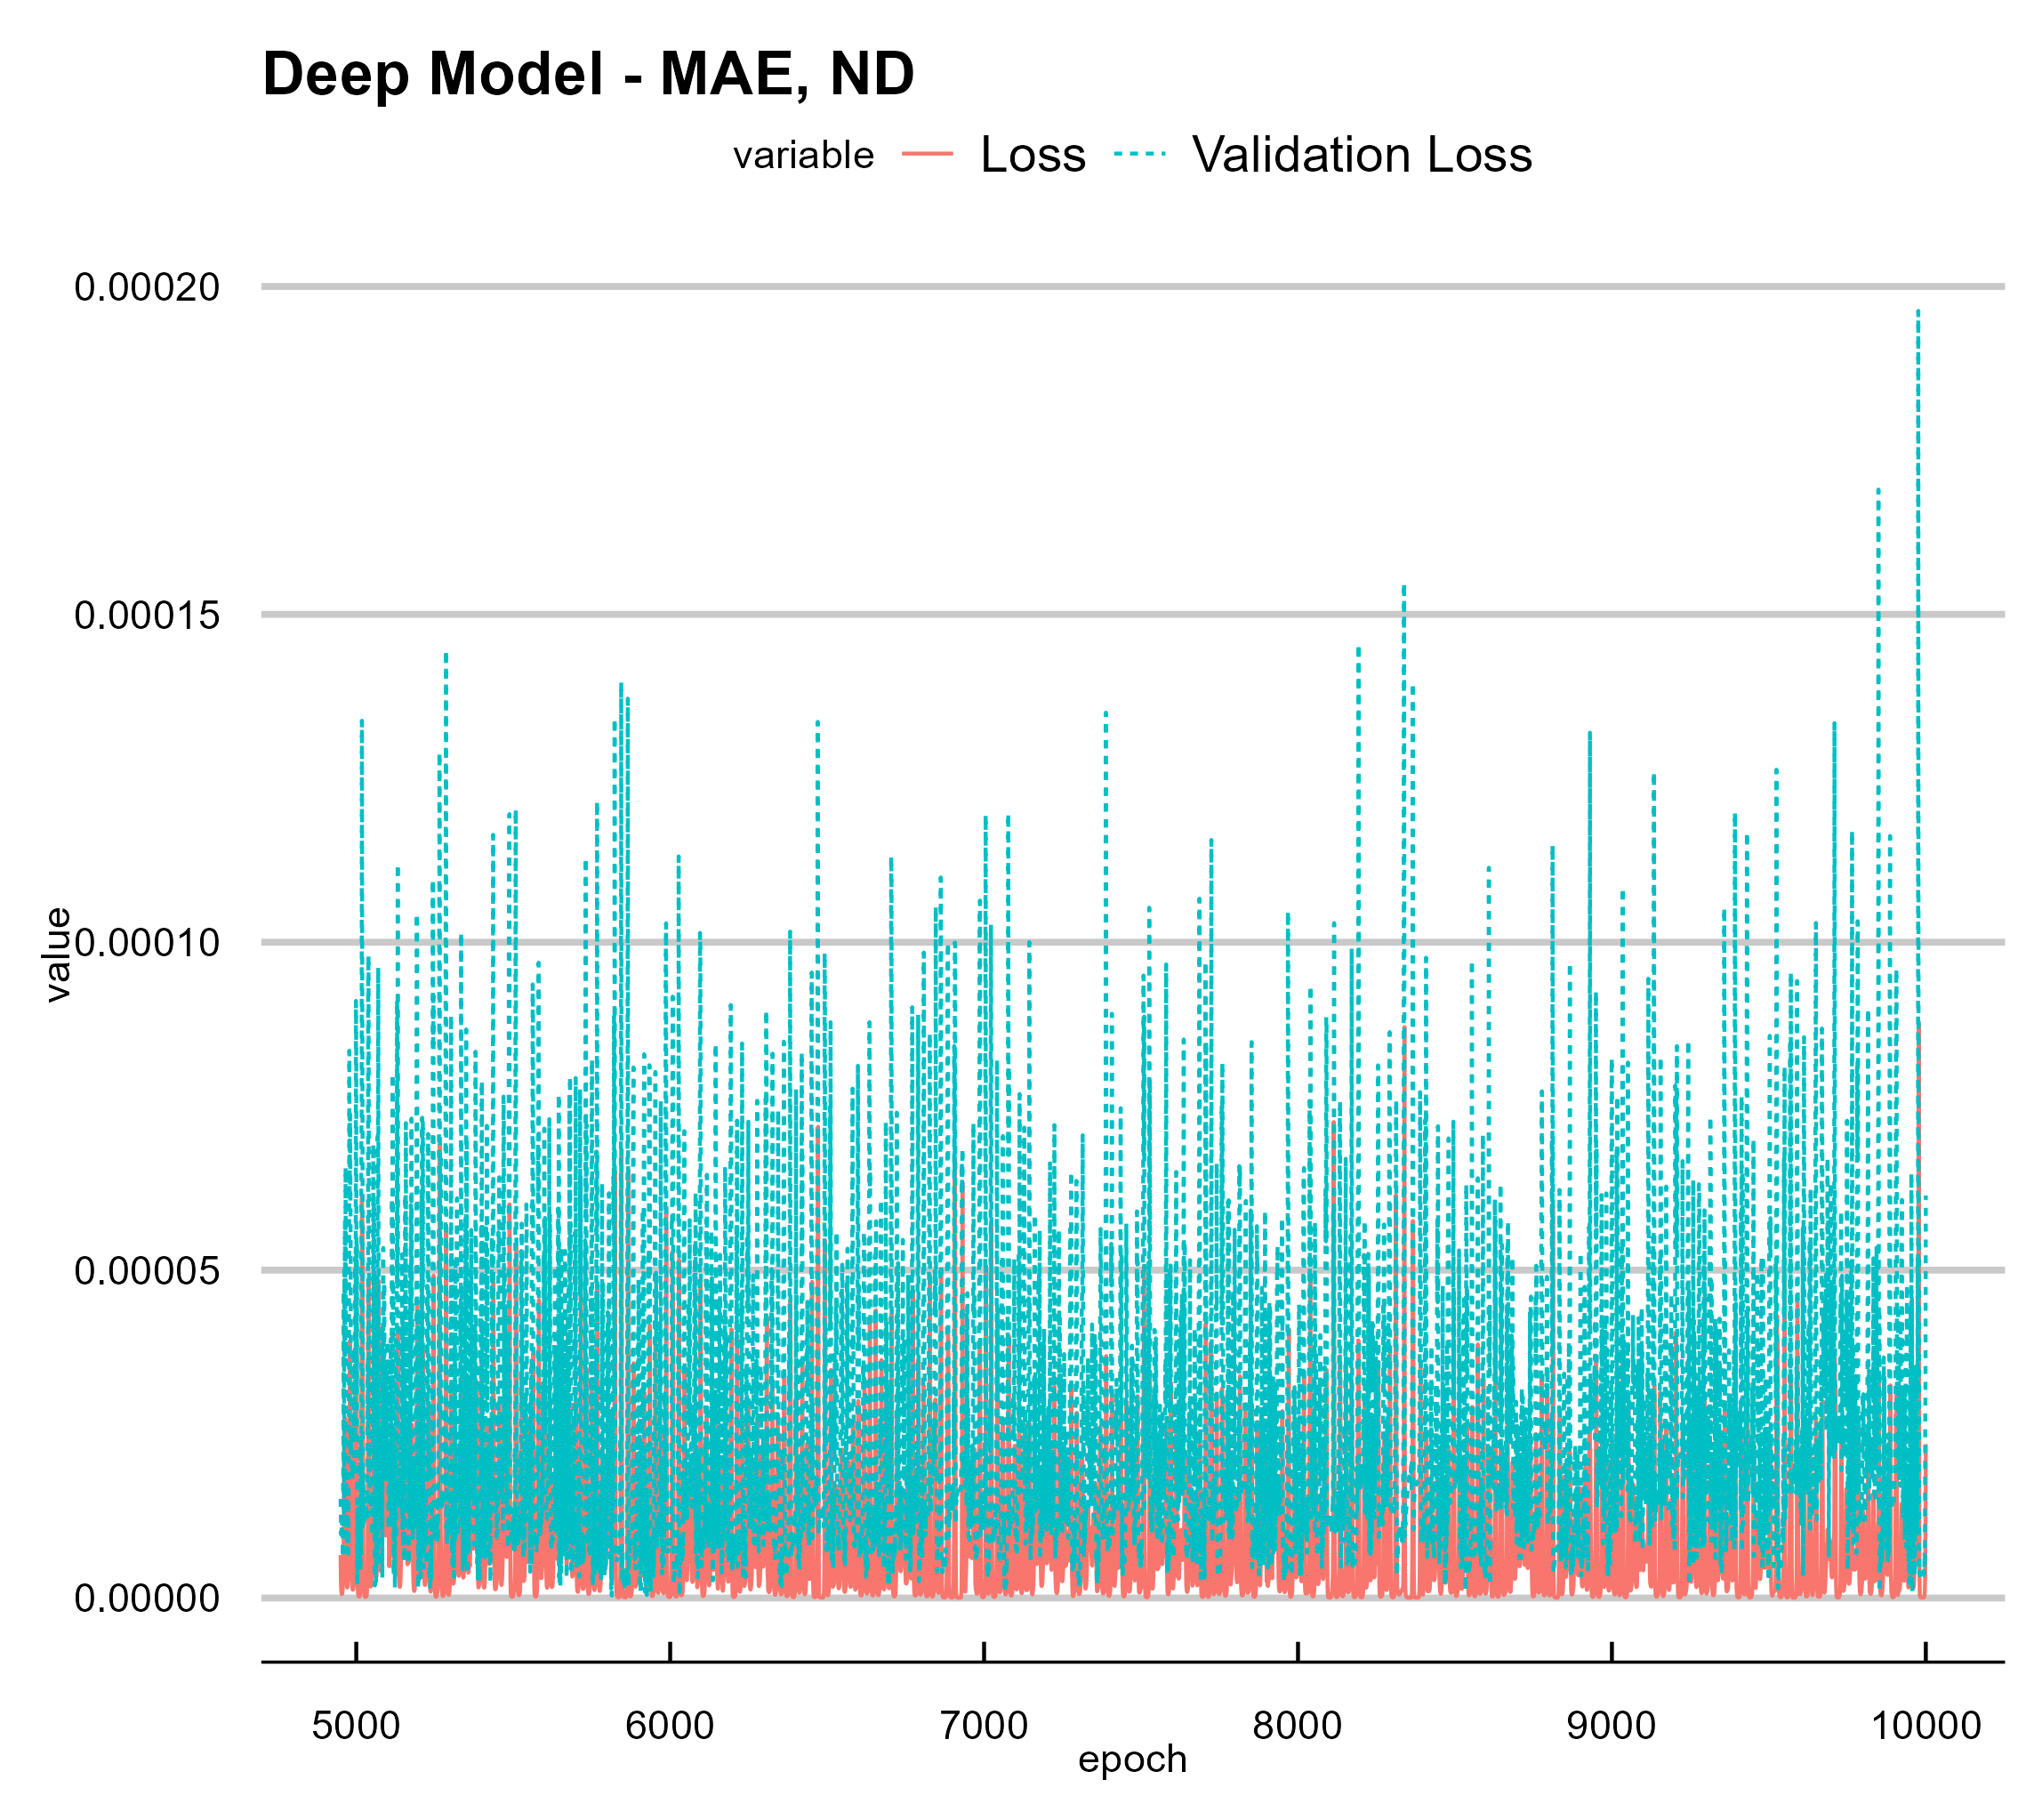 Deep Model - MAE, ND
variable Loss Validation Loss
0.00020
0.00015
0.00010
0.00005
0.00000
value
5000 6000 7000 8000 9000 10000
epoch